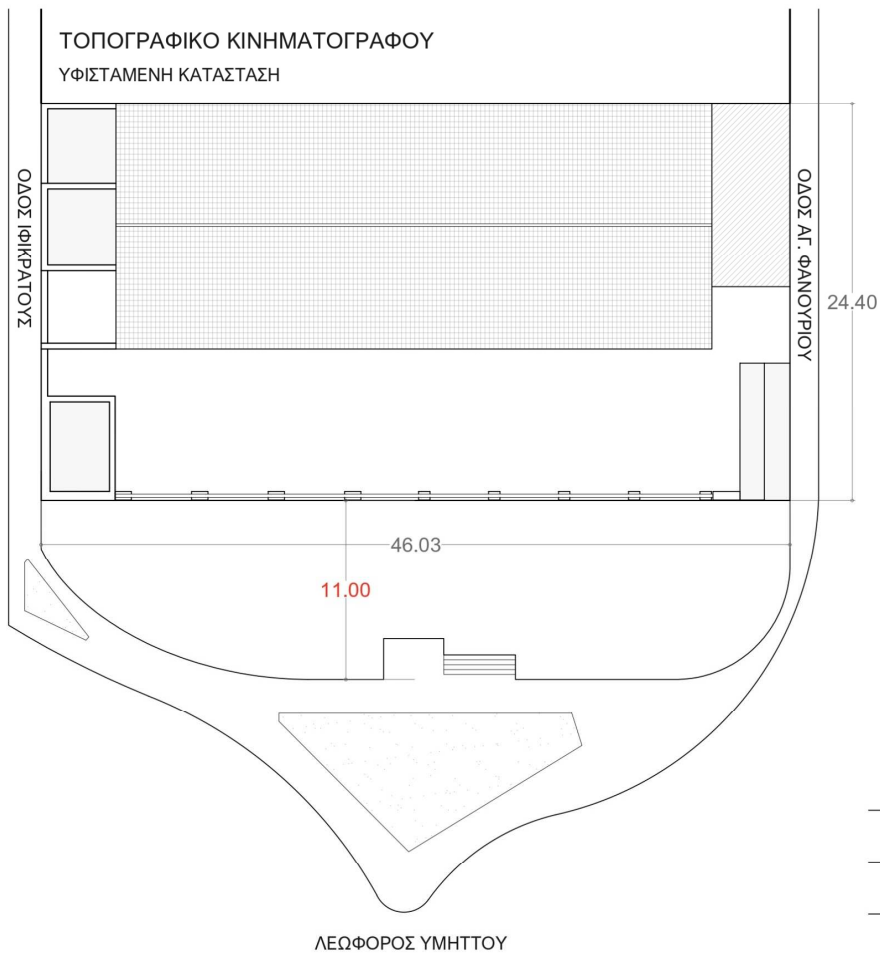 ΤΟΠΟΓΡΑΦΙΚΟ ΚΙΝΗΜΑΤΟΓΡΑΦΟΥ
ΥΦΙΣΤΑΜΕΝΗ ΚΑΤΑΣΤΑΣΗ
ΟΔΟΣ ΙΦΙΚΡΑΤΟΥΣ
ΟΔΟΣ ΑΓ. ΦΑΝΟΥΡΙΟΥ
24.40
46.03
11.00
ΛΕΩΦΟΡΟΣ ΥΜΗΤΤΟΥ